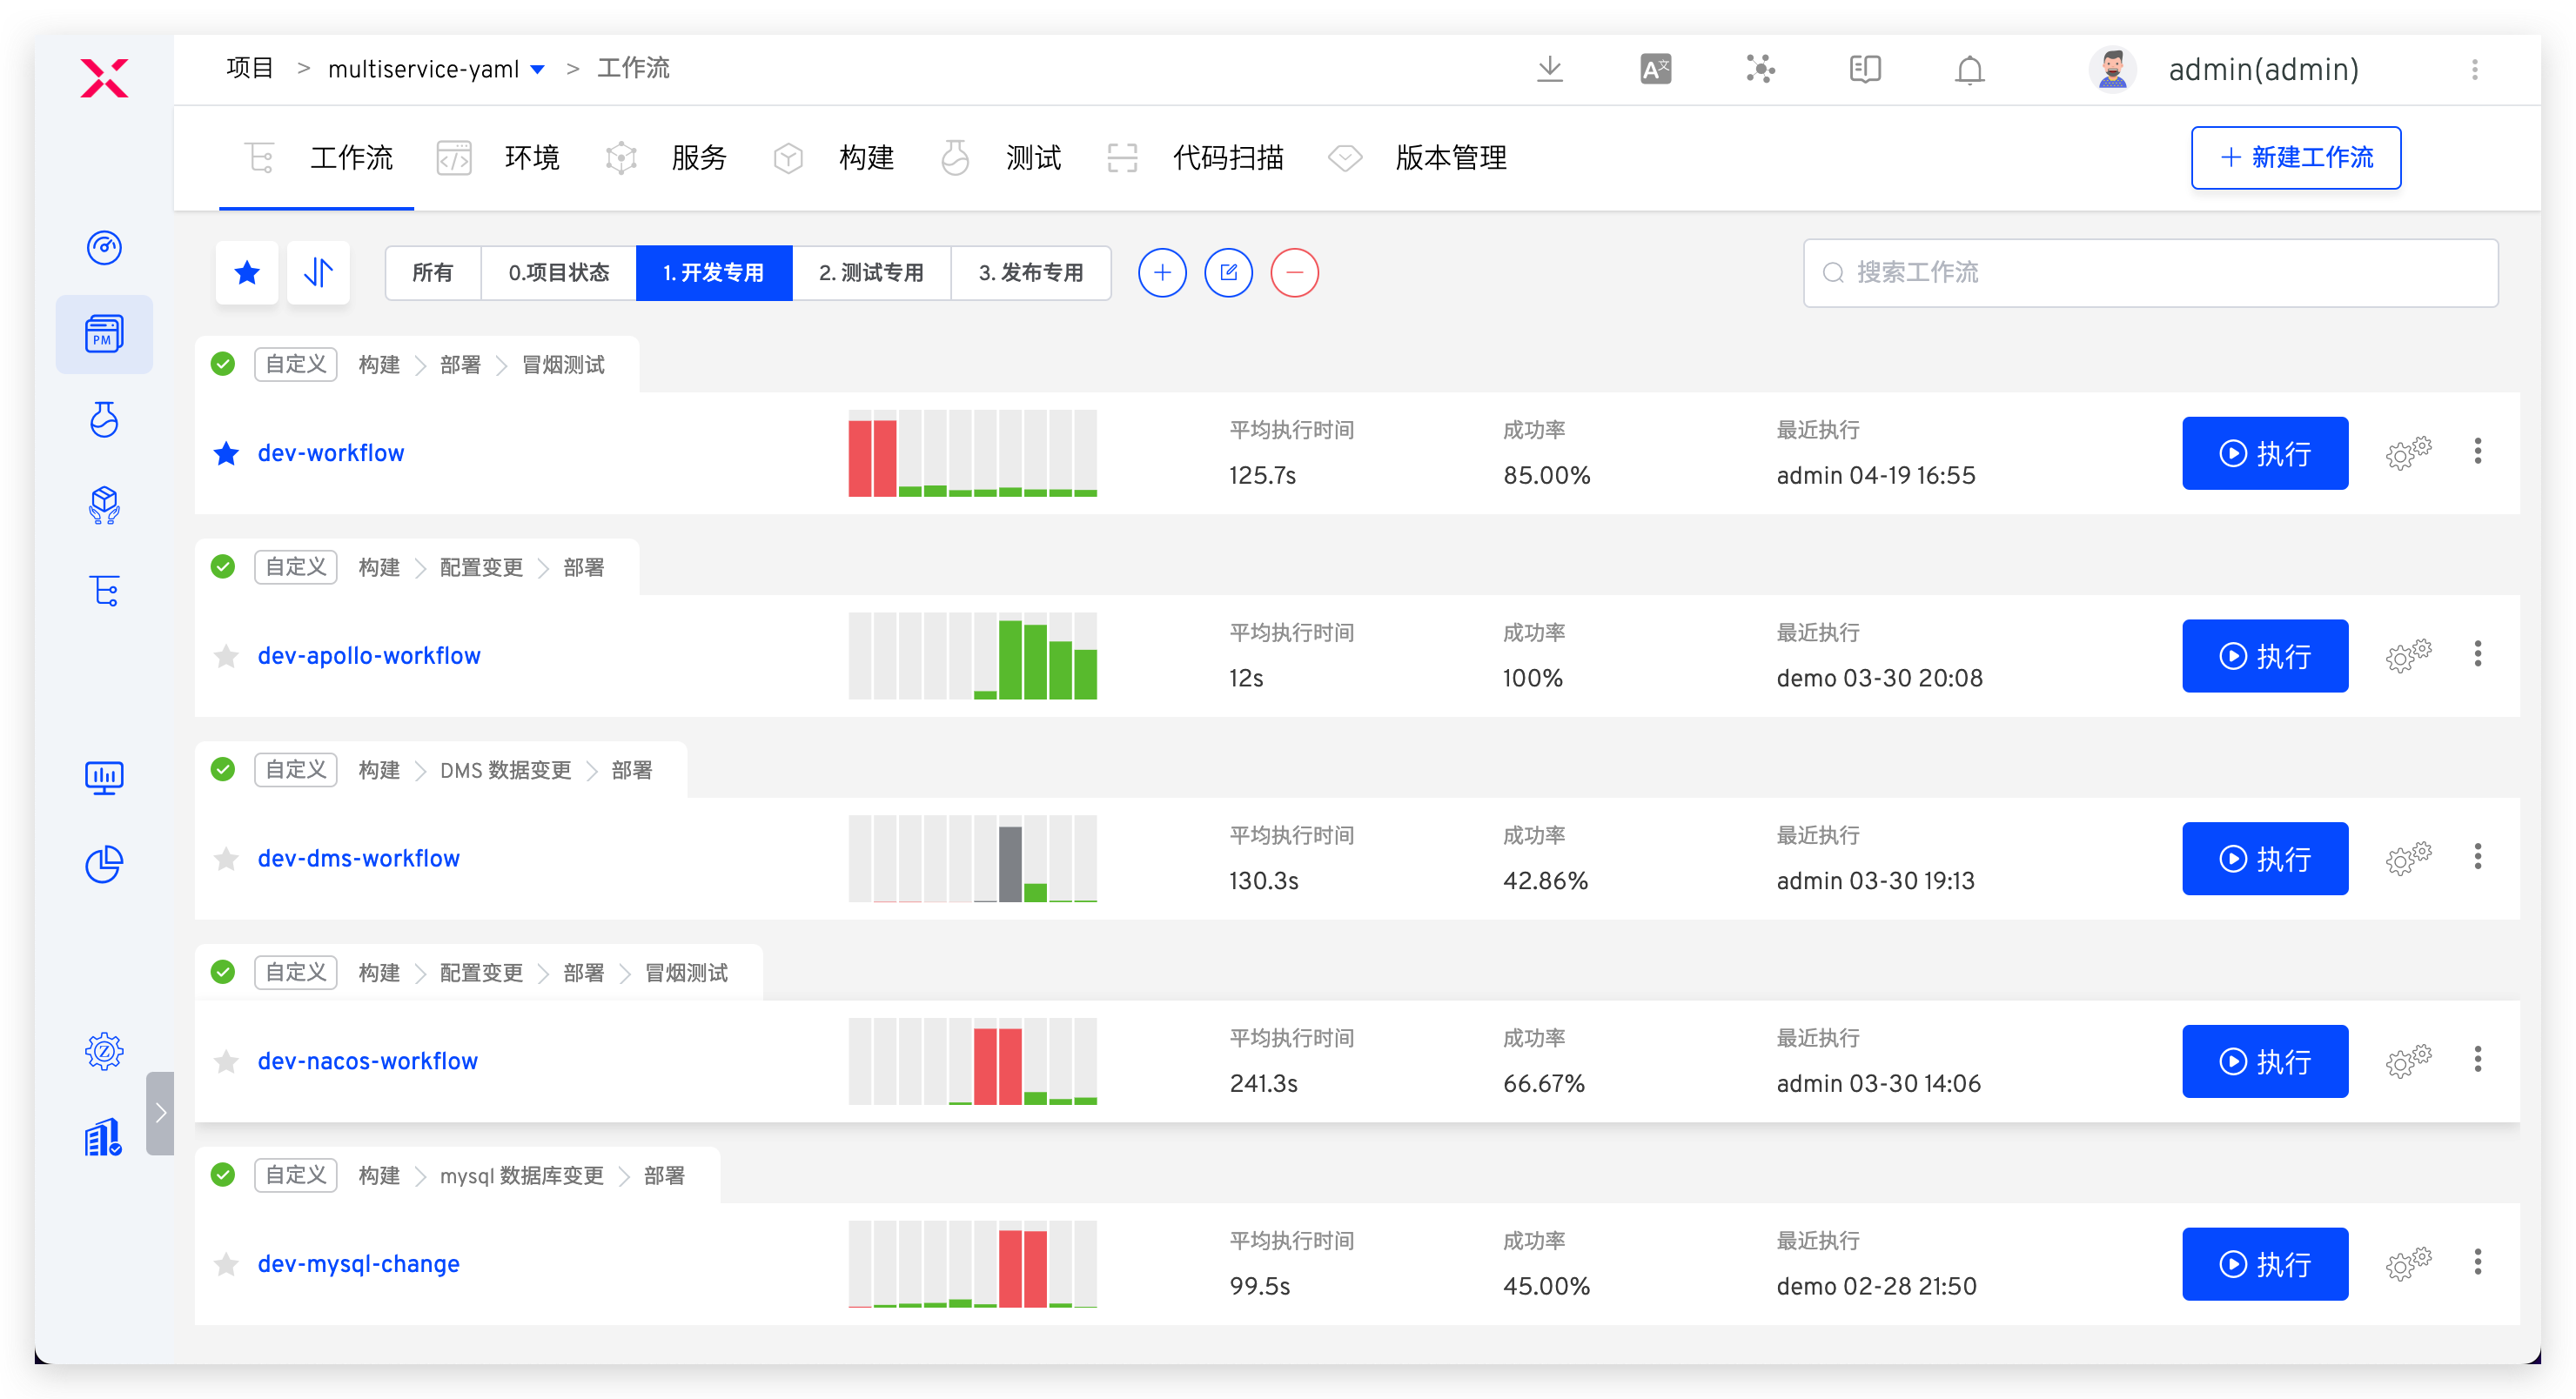 项目 > multiservice-yaml > 工作流
admin(admin)
工作流 环境 服务 构建 测试 代码扫描 版本管理
+ 新建工作流
所有 0.项目状态 1. 开发专用 2. 测试专用 3. 发布专用
搜索工作流
PM
自定义 构建 > 部署 > 冒烟测试
dev-workflow
平均执行时间 成功率 最近执行
125.7s 85.00% admin 04-19 16:55
执行
自定义 构建 > 配置变更 > 部署
dev-apollo-workflow
平均执行时间 成功率 最近执行
12s 100% demo 03-30 20:08
执行
自定义 构建 > DMS 数据变更 > 部署
dev-dms-workflow
平均执行时间 成功率 最近执行
130.3s 42.86% admin 03-30 19:13
执行
自定义 构建 > 配置变更 > 部署 > 冒烟测试
dev-nacos-workflow
平均执行时间 成功率 最近执行
241.3s 66.67% admin 03-30 14:06
执行
自定义 构建 > mysql 数据库变更 > 部署
dev-mysql-change
平均执行时间 成功率 最近执行
99.5s 45.00% demo 02-28 21:50
执行